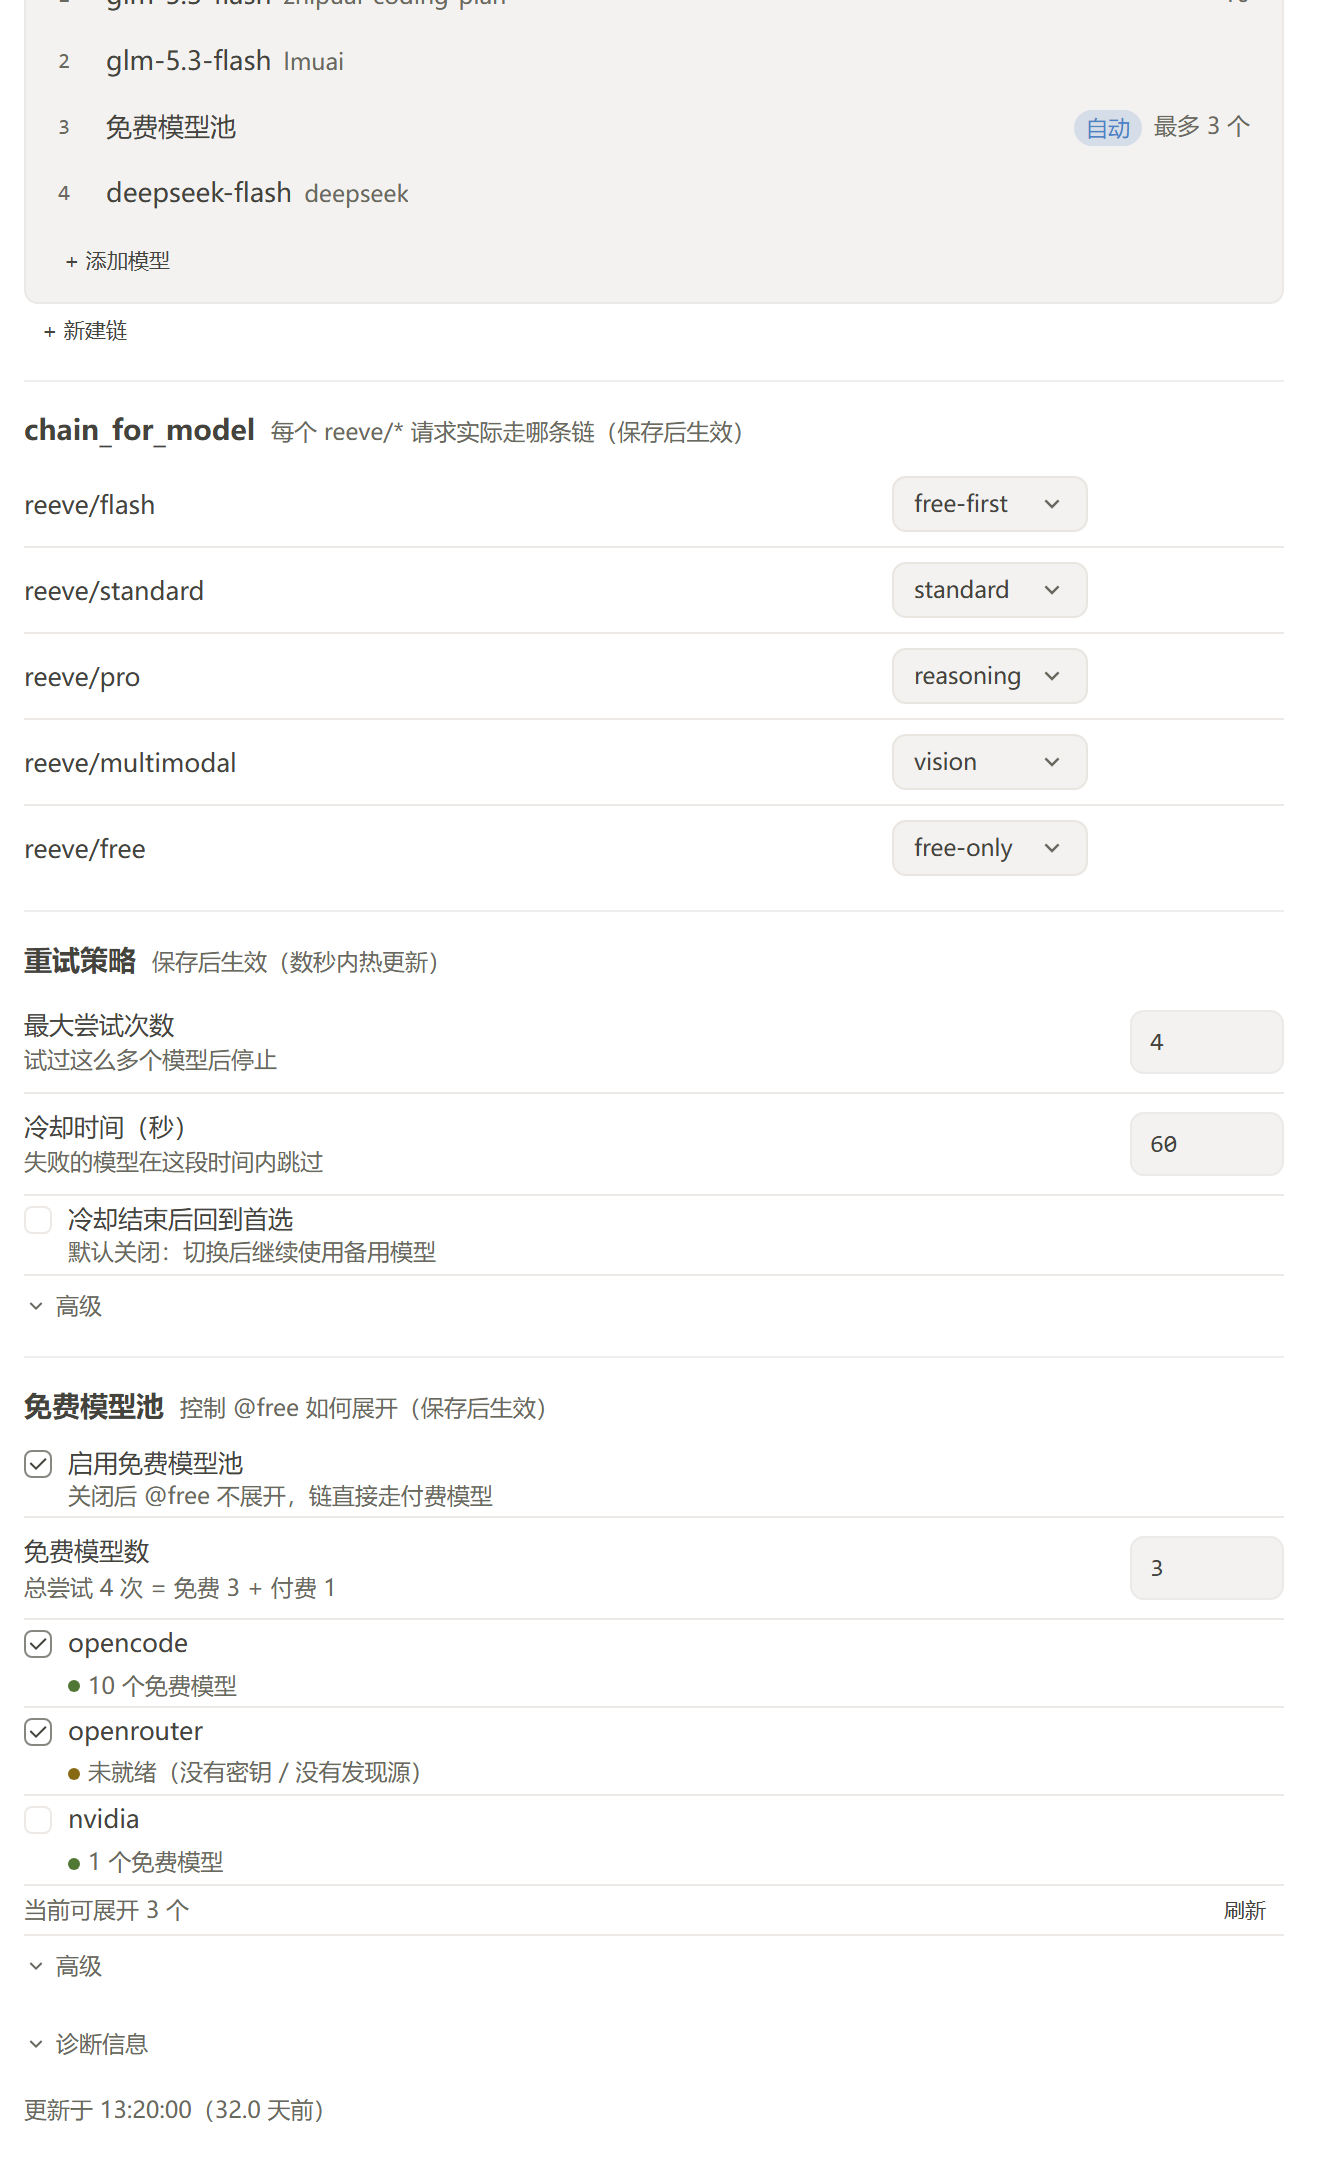 2 glm-5.3-flash lmuai
3 免费模型池 自动 最多 3 个
4 deepseek-flash deepseek
+ 添加模型
+ 新建链
chain_for_model 每个 reeve/* 请求实际走哪条链（保存后生效）
reeve/flash free-first
reeve/standard standard
reeve/pro reasoning
reeve/multimodal vision
reeve/free free-only
重试策略 保存后生效（数秒内热更新）
最大尝试次数
试过这么多个模型后停止
4
冷却时间（秒）
失败的模型在这段时间内跳过
60
冷却结束后回到首选
默认关闭：切换后继续使用备用模型
高级
免费模型池 控制 @free 如何展开（保存后生效）
启用免费模型池
关闭后 @free 不展开，链直接走付费模型
免费模型数
总尝试 4 次 = 免费 3 + 付费 1
3
opencode
10 个免费模型
openrouter
未就绪（没有密钥 / 没有发现源）
nvidia
1 个免费模型
当前可展开 3 个 刷新
高级
诊断信息
更新于 13:20:00（32.0 天前）